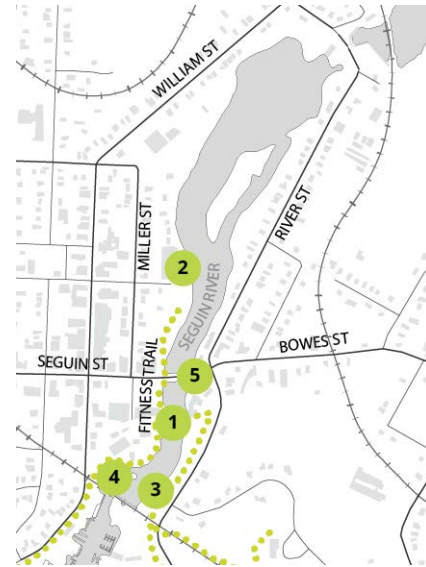 WILLIAM ST
MILLER ST
RIVER ST
2
SEGUIN RIVER
BOWES ST
SEGUIN ST
5
FITNESS TRAIL
1
4
3